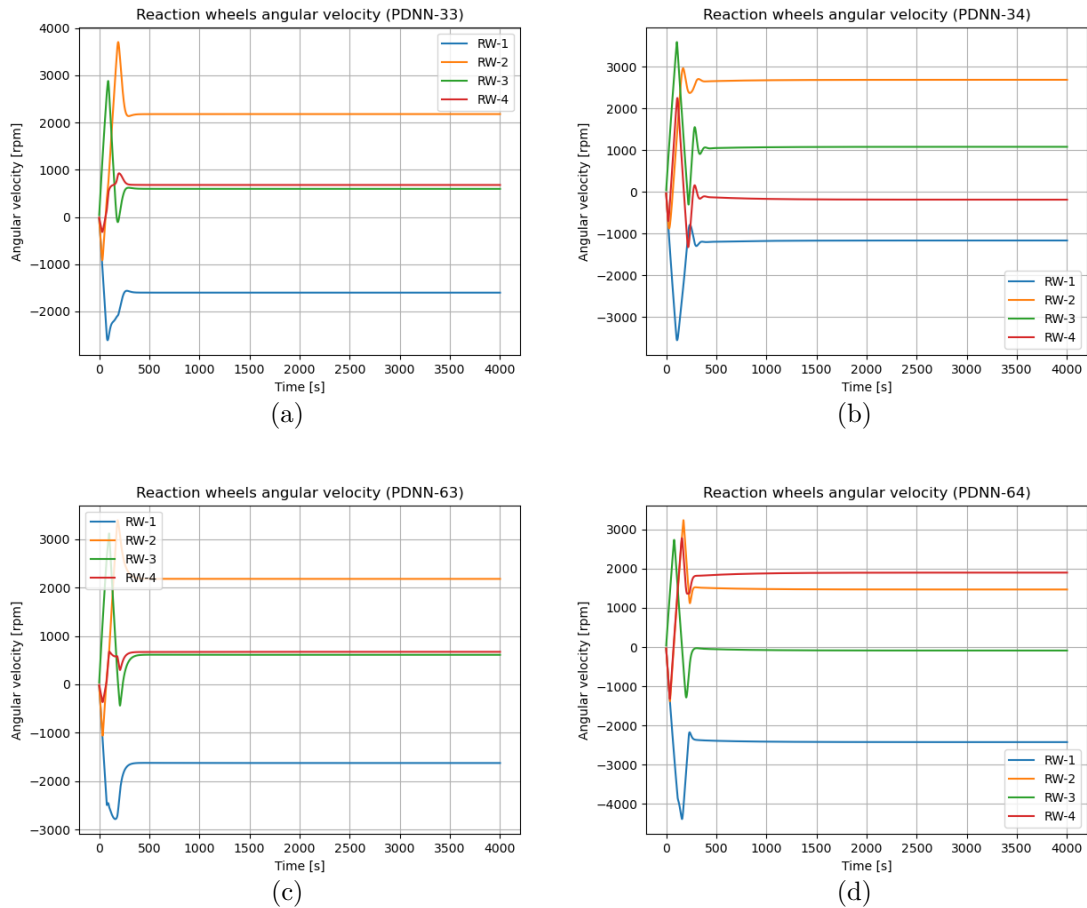 Reaction wheels angular velocity (PDNN-33)
4000
3000
2000
1000
0
−1000
−2000
Angular velocity [rpm]
RW-1
RW-2
RW-3
RW-4
0 500 1000 1500 2000 2500 3000 3500 4000
Time [s]
(a)
Reaction wheels angular velocity (PDNN-34)
3000
2000
1000
0
−1000
−2000
−3000
Angular velocity [rpm]
RW-1
RW-2
RW-3
RW-4
0 500 1000 1500 2000 2500 3000 3500 4000
Time [s]
(b)
Reaction wheels angular velocity (PDNN-63)
3000
2000
1000
0
−1000
−2000
−3000
Angular velocity [rpm]
RW-1
RW-2
RW-3
RW-4
0 500 1000 1500 2000 2500 3000 3500 4000
Time [s]
(c)
Reaction wheels angular velocity (PDNN-64)
3000
2000
1000
0
−1000
−2000
−3000
−4000
Angular velocity [rpm]
RW-1
RW-2
RW-3
RW-4
0 500 1000 1500 2000 2500 3000 3500 4000
Time [s]
(d)